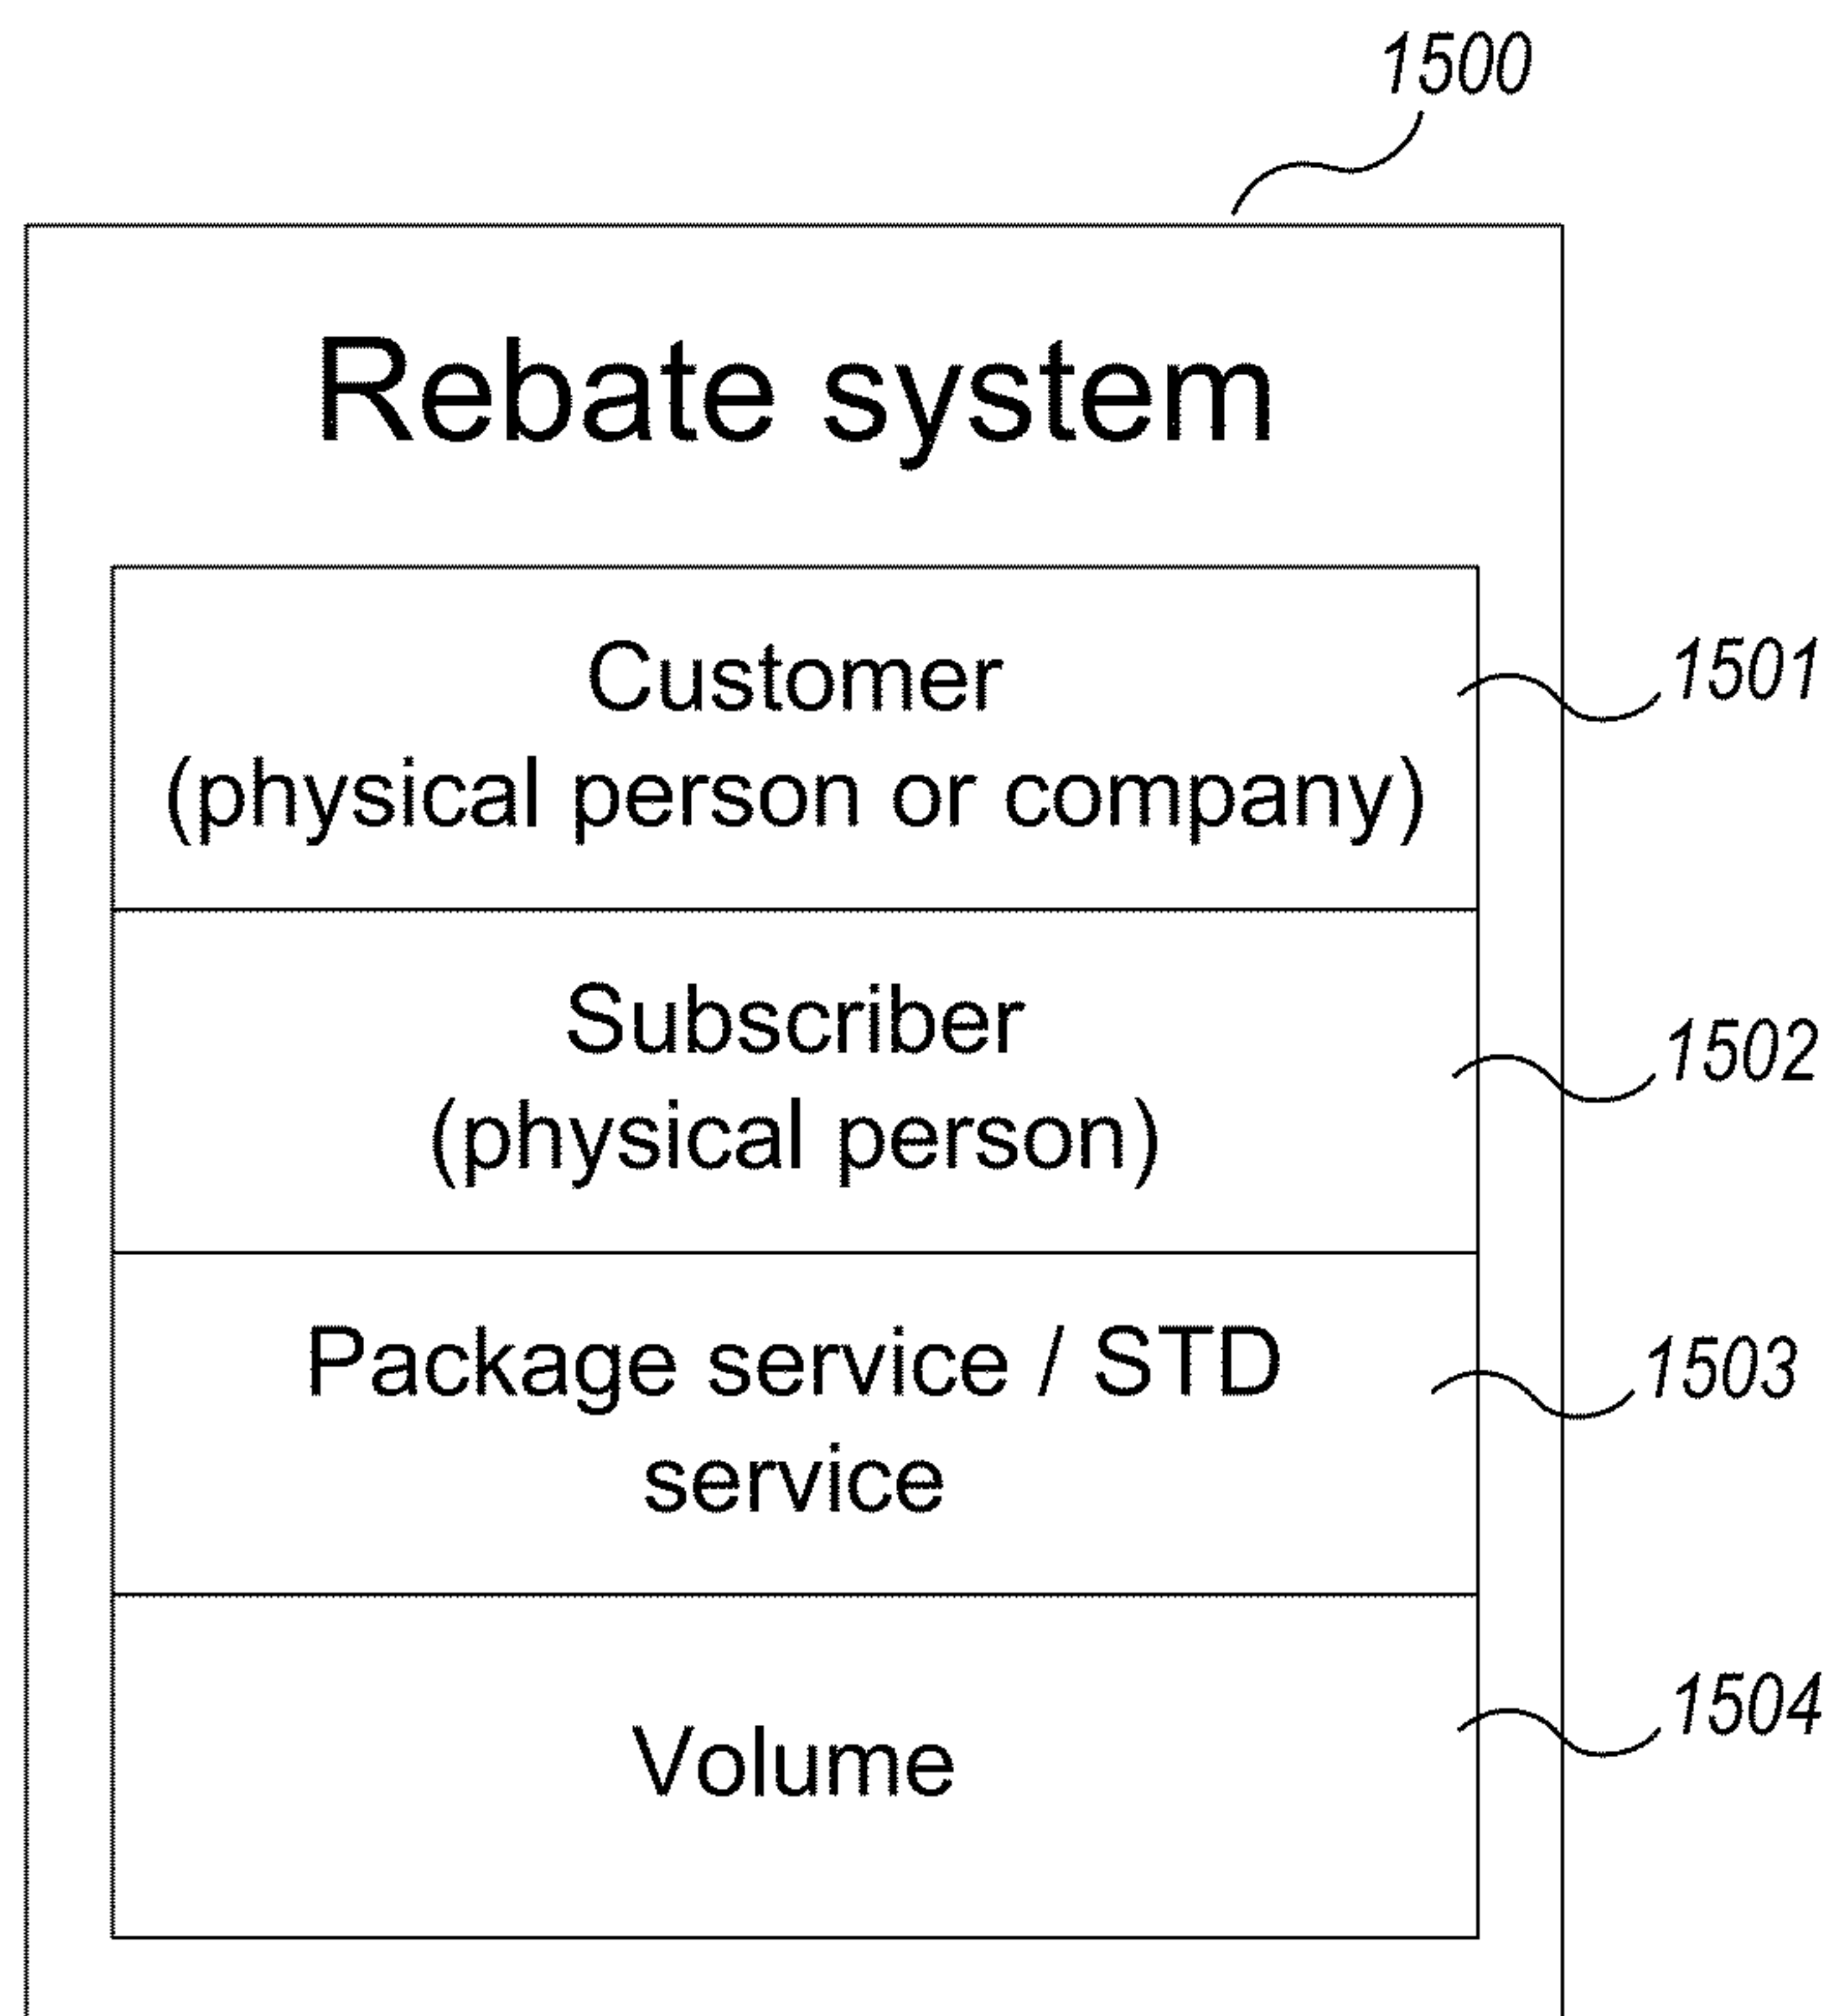 1500
Rebate system
Customer
(physical person or company)
1501
Subscriber
(physical person)
1502
Package service / STD
service
1503
Volume
1504